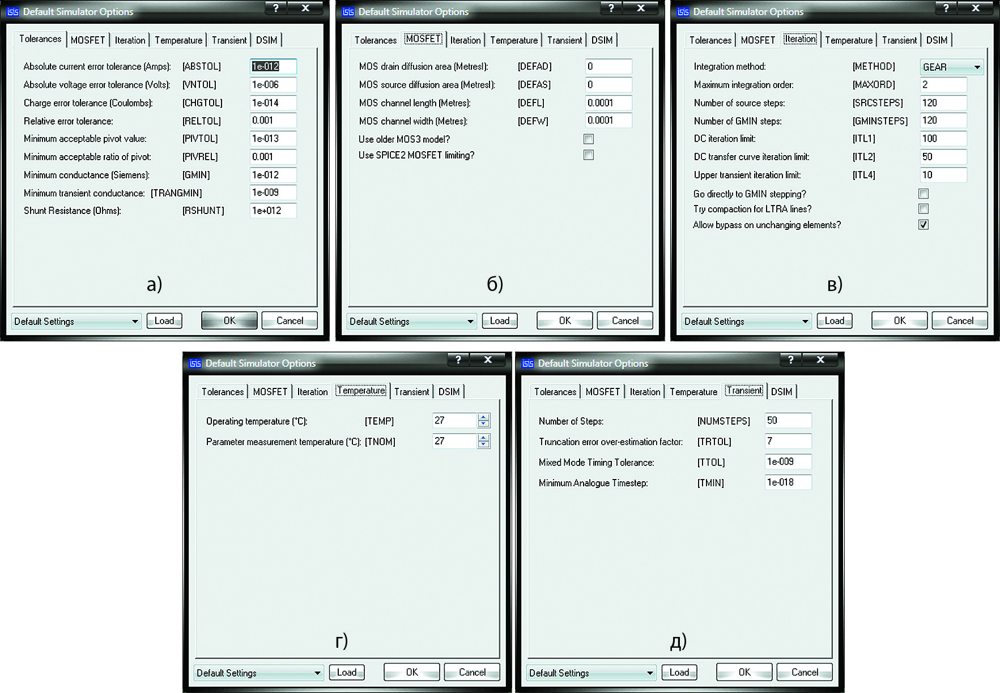 Default Simulator Options
Tolerances MOSFET Iteration Temperature Transient DSIM
Absolute current error tolerance (Amps): [ABSTOL] 1e-012
Absolute voltage error tolerance (Volts): [VNTOL] 1e-006
Charge error tolerance (Coulombs): [CHGTOL] 1e-014
Relative error tolerance: [RELTOL] 0.001
Minimum acceptable pivot value: [PIVTOL] 1e-013
Minimum acceptable ratio of pivot: [PIVREL] 0.001
Minimum conductance (Siemens): [GMIN] 1e-012
Minimum transient conductance: [TRANGMIN] 1e-009
Shunt Resistance (Ohms): [RSHUNT] 1e+012
а)
Default Settings Load OK Cancel
Default Simulator Options
Tolerances MOSFET Iteration Temperature Transient DSIM
MOS drain diffusion area (Metresl): [DEFAD] 0
MOS source diffusion area (Metresl): [DEFAS] 0
MOS channel length (Metres): [DEFL] 0.0001
MOS channel width (Metres): [DEFW] 0.0001
Use older MOS3 model?
Use SPICE2 MOSFET limiting?
б)
Default Settings Load OK Cancel
Default Simulator Options
Tolerances MOSFET Iteration Temperature Transient DSIM
Integration method: [METHOD] GEAR
Maximum integration order: [MAXORD] 2
Number of source steps: [SRCSTEPS] 120
Number of GMIN steps: [GMINSTEPS] 120
DC iteration limit: [ITL1] 100
DC transfer curve iteration limit: [ITL2] 50
Upper transient iteration limit: [ITL4] 10
Go directly to GMIN stepping?
Try compaction for LTRA lines?
Allow bypass on unchanging elements?
в)
Default Settings Load OK Cancel
Default Simulator Options
Tolerances MOSFET Iteration Temperature Transient DSIM
Operating temperature (°C): [TEMP] 27
Parameter measurement temperature (°C): [TNOM] 27
г)
Default Settings Load OK Cancel
Default Simulator Options
Tolerances MOSFET Iteration Temperature Transient DSIM
Number of Steps: [NUMSTEPS] 50
Truncation error over-estimation factor: [TRTOL] 7
Mixed Mode Timing Tolerance: [TTOL] 1e-009
Minimum Analogue Timestep: [TMIN] 1e-018
д)
Default Settings Load OK Cancel